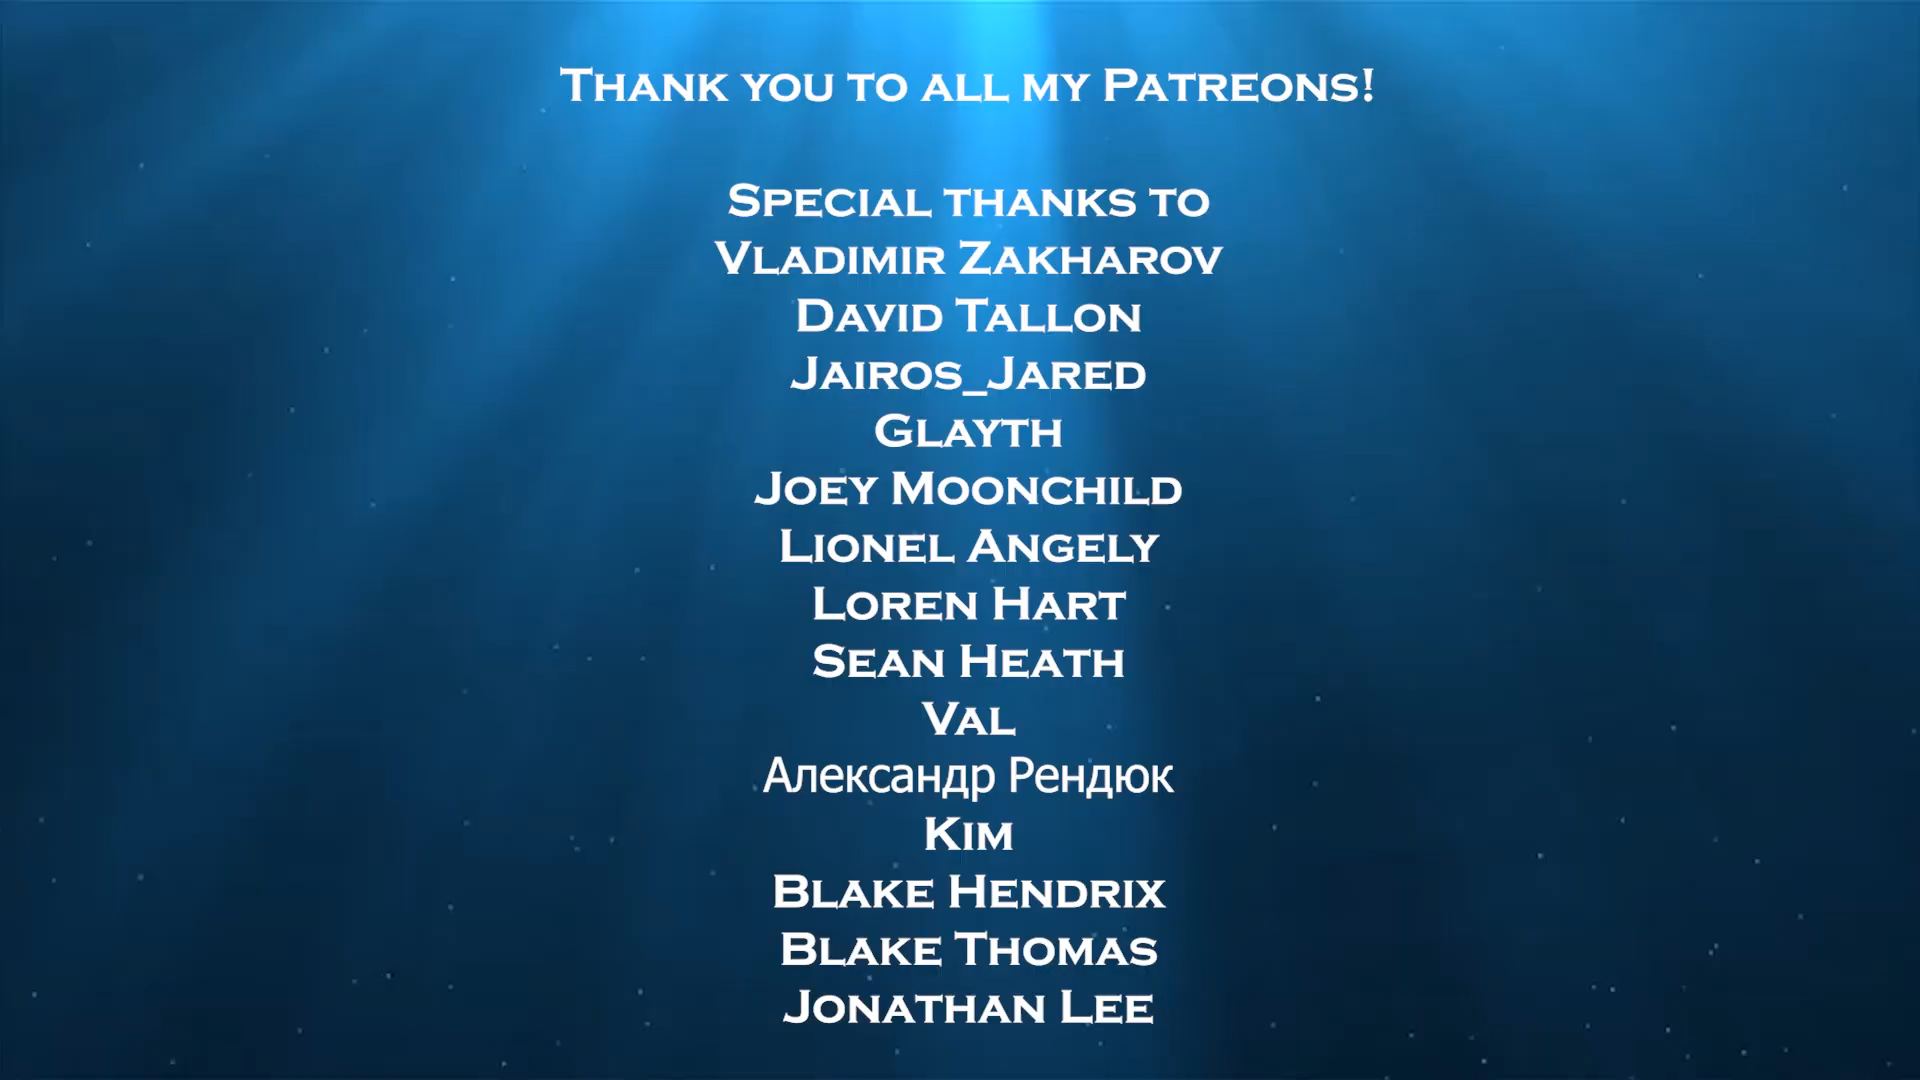 Thank you to all my Patreons!
Special thanks to
Vladimir Zakharov
David Tallon
Jairos_Jared
Glayth
Joey Moonchild
Lionel Angely
Loren Hart
Sean Heath
Val
Александр Рендюк
Kim
Blake Hendrix
Blake Thomas
Jonathan Lee